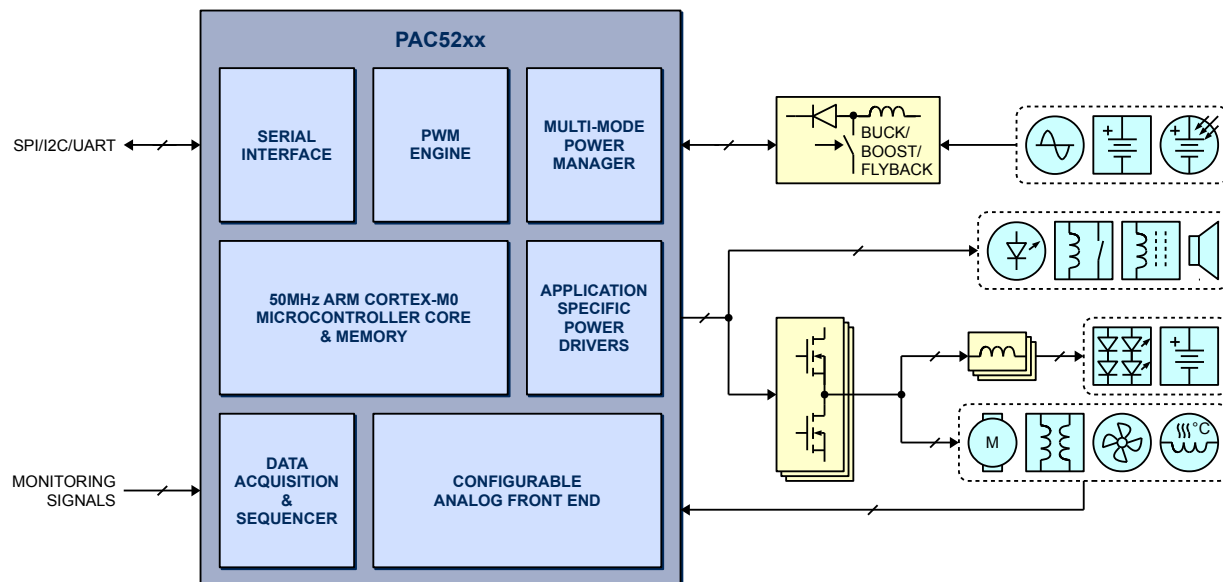 PAC52xx
SPI/I2C/UART
SERIAL
INTERFACE
PWM
ENGINE
MULTI-MODE
POWER
MANAGER
BUCK/
BOOST/
FLYBACK
+
+
50MHz ARM CORTEX-M0
MICROCONTROLLER CORE
& MEMORY
APPLICATION
SPECIFIC
POWER
DRIVERS
+
M
°C
MONITORING
SIGNALS
DATA
ACQUISITION
&
SEQUENCER
CONFIGURABLE
ANALOG FRONT END